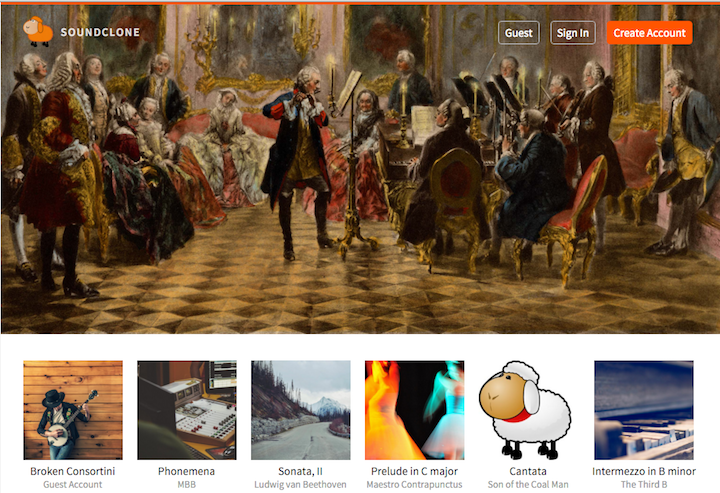 SOUNDCLONE
Guest
Sign In
Create Account
Broken Consortini
Guest Account
Phonemena
MBB
Sonata, II
Ludwig van Beethoven
Prelude in C major
Maestro Contrapunctus
Cantata
Son of the Coal Man
Intermezzo in B minor
The Third B